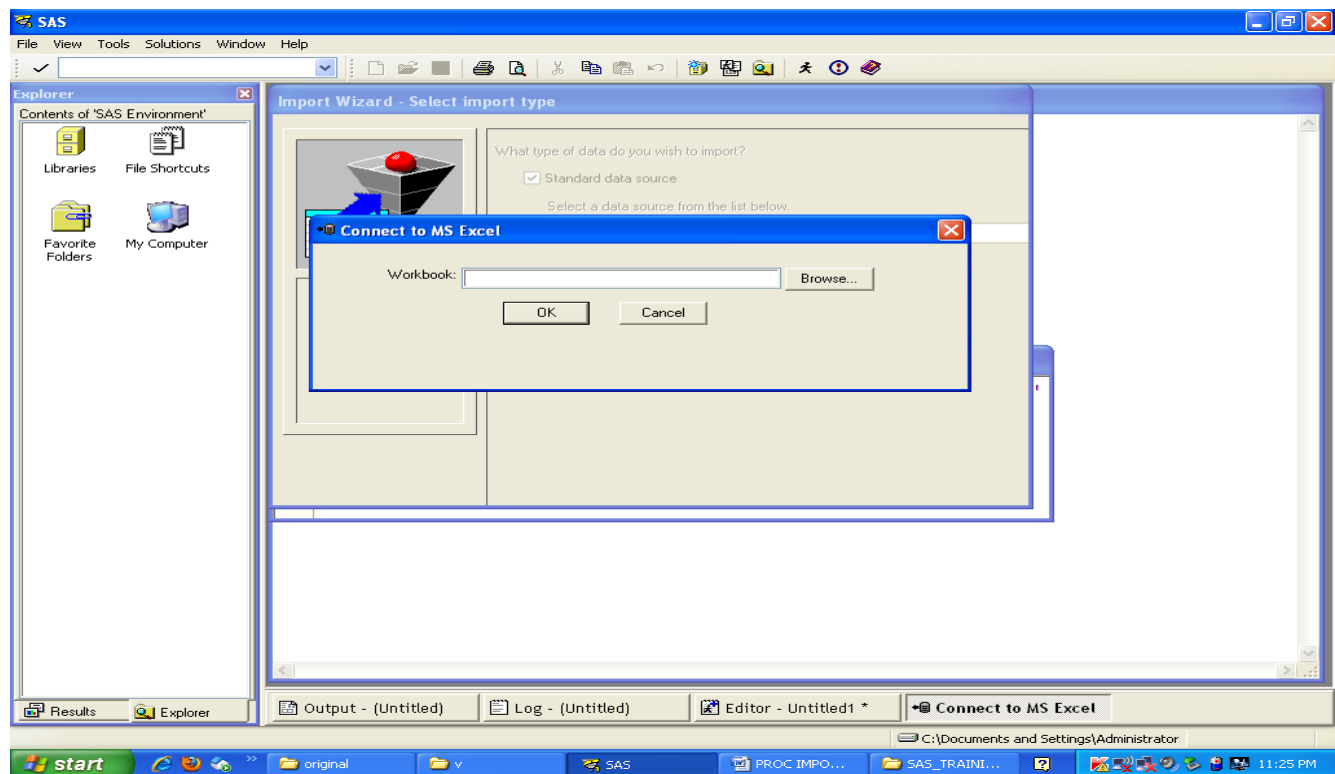 SAS
File View Tools Solutions Window Help
Explorer
Contents of 'SAS Environment'
Libraries
File Shortcuts
Favorite Folders
My Computer
Import Wizard - Select import type
What type of data do you wish to import?
Standard data source
Select a data source from the list below.
Connect to MS Excel
Workbook:
Browse...
OK
Cancel
Results
Explorer
Output - (Untitled)
Log - (Untitled)
Editor - Untitled1 *
Connect to MS Excel
C:\Documents and Settings\Administrator
start
original
v
SAS
PROC IMPO...
SAS_TRAINI...
11:25 PM